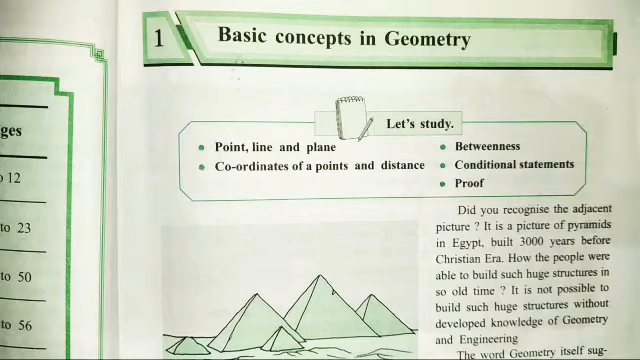 1 Basic concepts in Geometry
Let's study.
• Point, line and plane
• Co-ordinates of a points and distance
• Betweenness
• Conditional statements
• Proof
Did you recognise the adjacent
picture ? It is a picture of pyramids
in Egypt, built 3000 years before
Christian Era. How the people were
able to build such huge structures in
so old time ? It is not possible to
build such huge structures without
developed knowledge of Geometry
and Engineering
The word Geometry itself sug-
ges
o 12
to 23
to 50
to 56